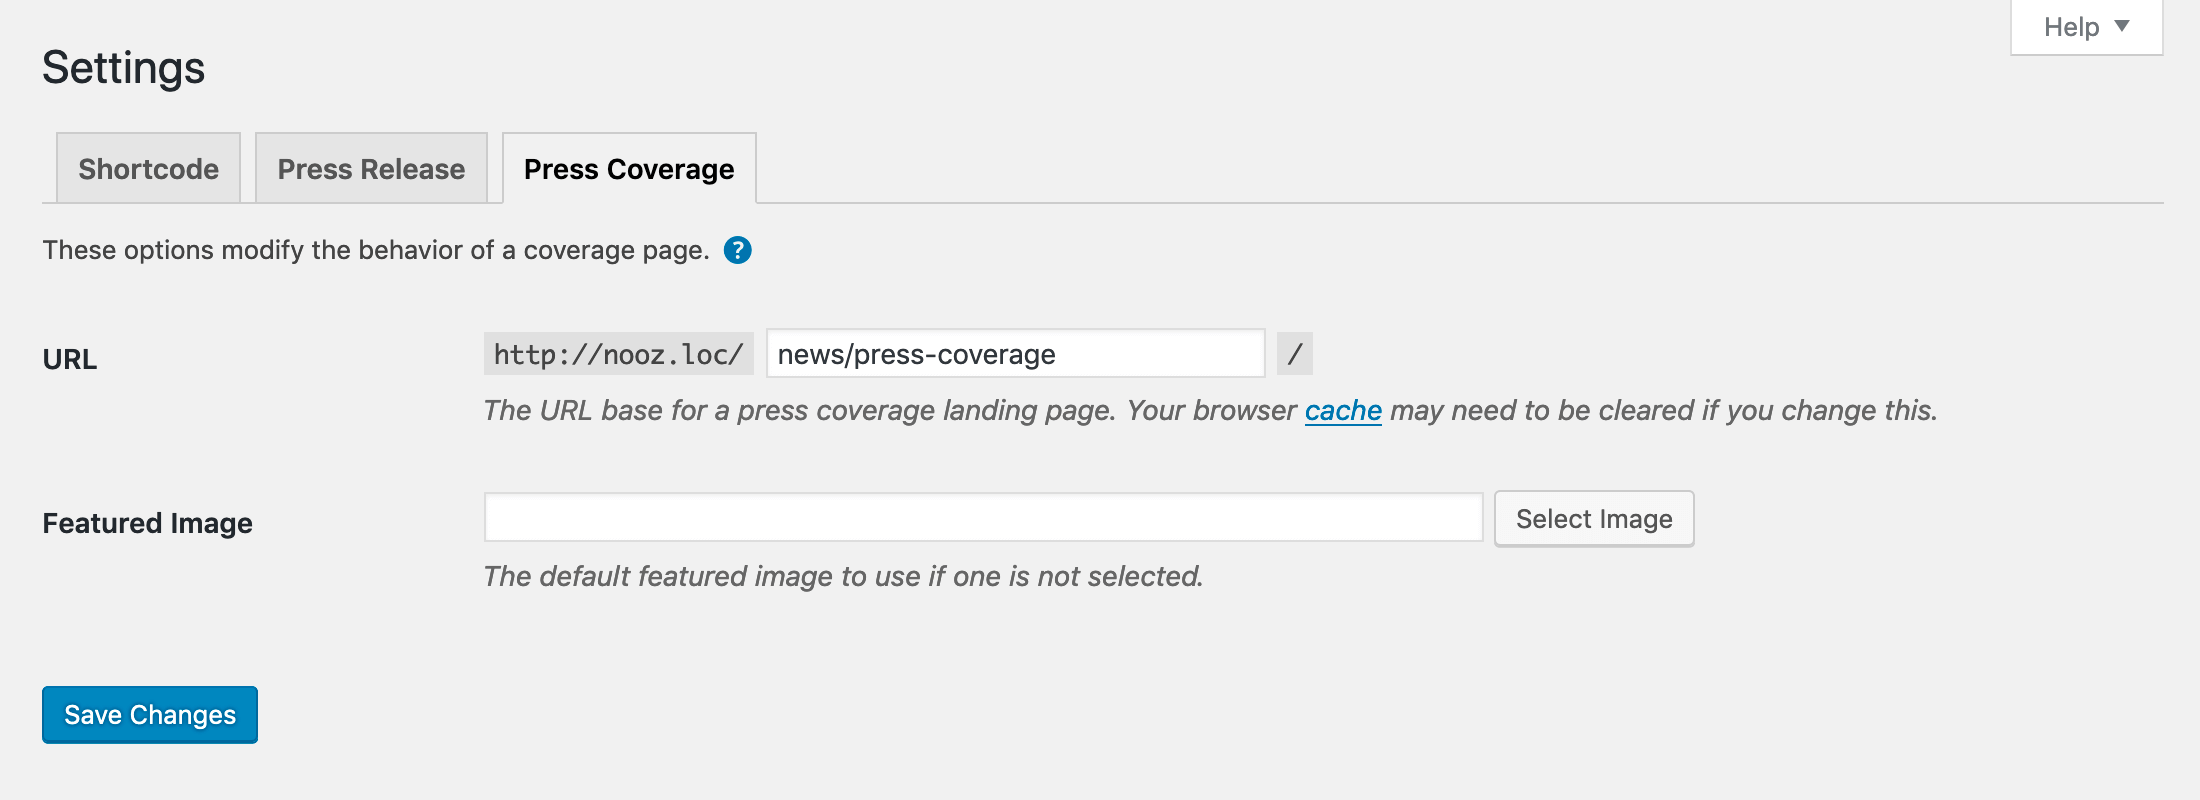 Help ▼
Settings
Shortcode Press Release Press Coverage
These options modify the behavior of a coverage page. ?
URL http://nooz.loc/ news/press-coverage /
The URL base for a press coverage landing page. Your browser cache may need to be cleared if you change this.
Featured Image Select Image
The default featured image to use if one is not selected.
Save Changes